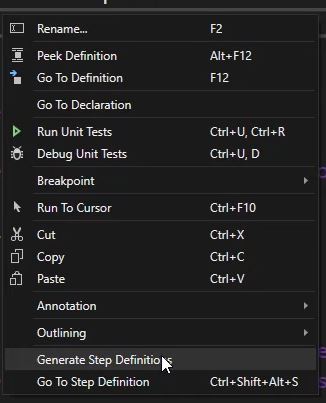 Rename... F2
Peek Definition Alt+F12
Go To Definition F12
Go To Declaration
Run Unit Tests Ctrl+U, Ctrl+R
Debug Unit Tests Ctrl+U, D
Breakpoint
Run To Cursor Ctrl+F10
Cut Ctrl+X
Copy Ctrl+C
Paste Ctrl+V
Annotation
Outlining
Generate Step Definitions
Go To Step Definition Ctrl+Shift+Alt+S